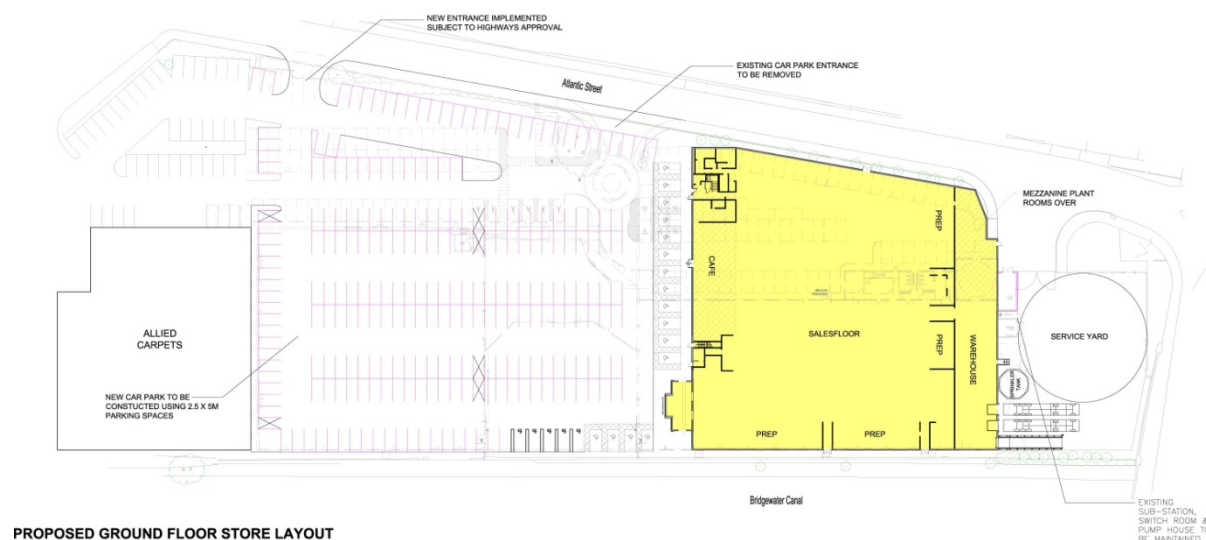 NEW ENTRANCE IMPLEMENTED
SUBJECT TO HIGHWAYS APPROVAL
EXISTING CAR PARK ENTRANCE
TO BE REMOVED
Atlantic Street
MEZZANINE PLANT
ROOMS OVER
PREP
CAFE
ALLIED
CARPETS
SALESFLOOR
PREP
WAREHOUSE
SERVICE YARD
SPRINKLER
TANK
NEW CAR PARK TO BE
CONSTUCTED USING 2.5 X 5M
PARKING SPACES
PREP
PREP
Bridgewater Canal
EXISTING
SUB-STATION,
SWITCH ROOM &
PUMP HOUSE TO
BE MAINTAINED
PROPOSED GROUND FLOOR STORE LAYOUT